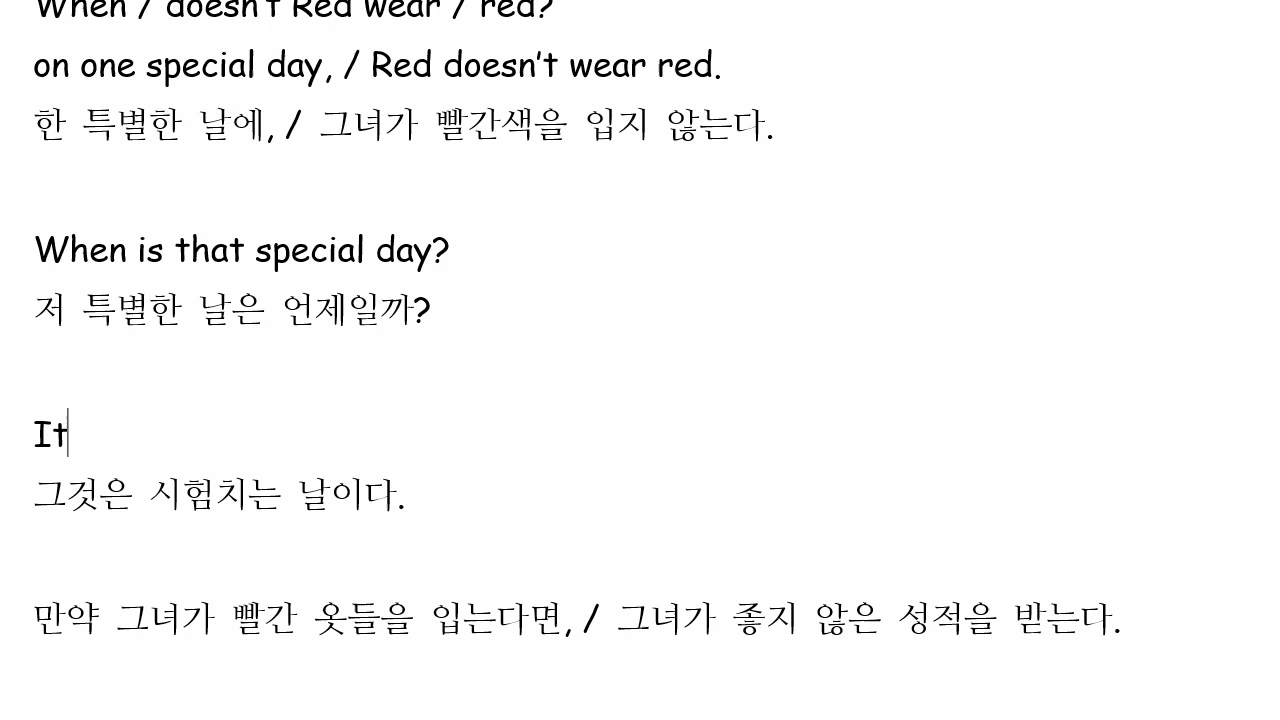 When / doesn't Red wear / red?
on one special day, / Red doesn't wear red.
한 특별한 날에, / 그녀가 빨간색을 입지 않는다.
When is that special day?
저 특별한 날은 언제일까?
It
그것은 시험치는 날이다.
만약 그녀가 빨간 옷들을 입는다면, / 그녀가 좋지 않은 성적을 받는다.